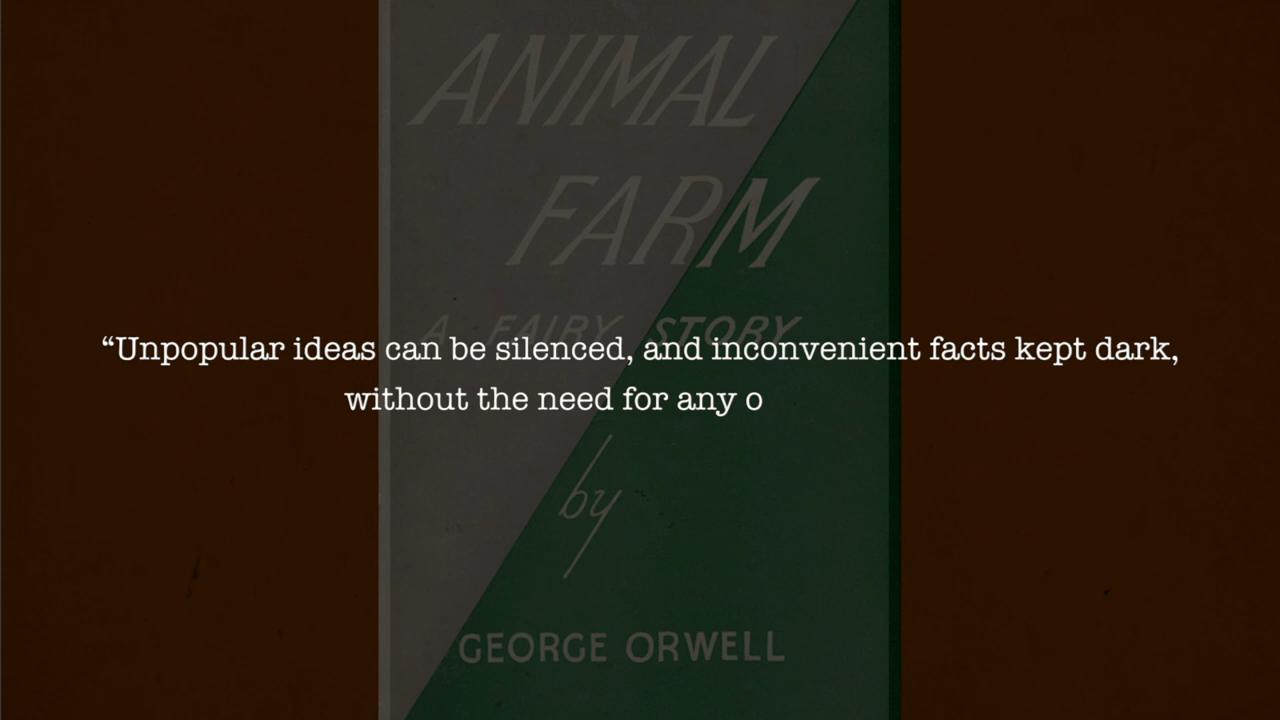 ANIMAL
FARM
A FAIRY STORY
“Unpopular ideas can be silenced, and inconvenient facts kept dark,
without the need for any o
by
GEORGE ORWELL